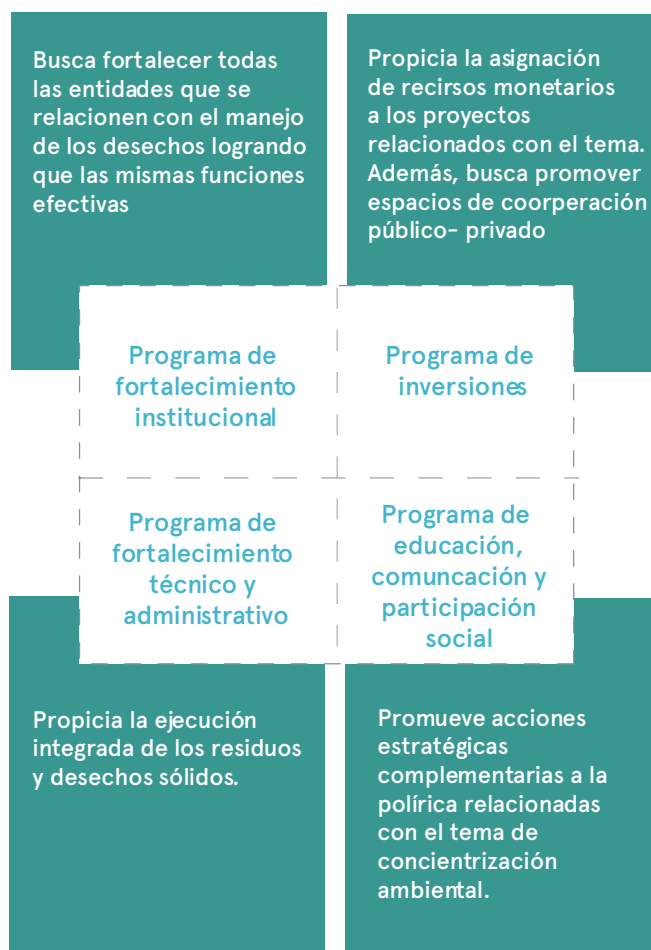 Busca fortalecer todas
las entidades que se
relacionen con el manejo
de los desechos logrando
que las mismas funciones
efectivas
Propicia la asignación
de recirsos monetarios
a los proyectos
relacionados con el tema.
Además, busca promover
espacios de coorperación
público- privado
Programa de
fortalecimiento
institucional
Programa de
inversiones
Programa de
fortalecimiento
técnico y
administrativo
Programa de
educación,
comuncación y
participación
social
Propicia la ejecución
integrada de los residuos
y desechos sólidos.
Promueve acciones
estratégicas
complementarias a la
polírica relacionadas
con el tema de
concientrización
ambiental.